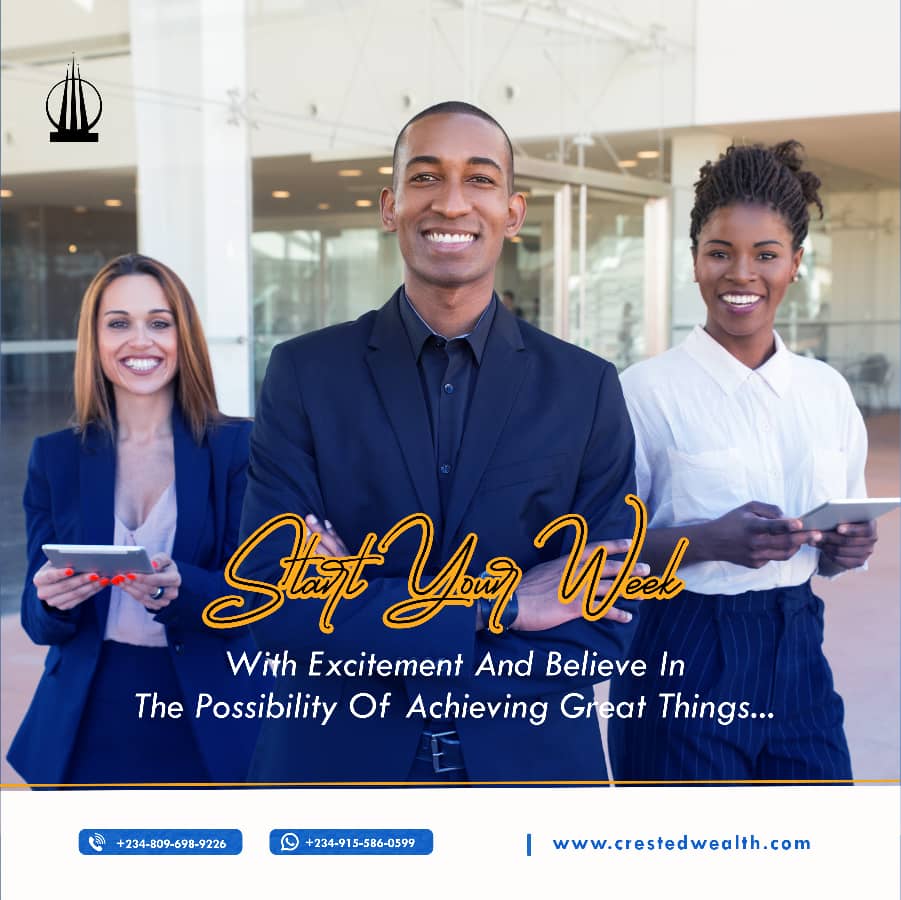 Start Your Week
With Excitement And Believe In
The Possibility Of Achieving Great Things...
+234-809-698-9226
+234-915-586-0599
www.crestedwealth.com